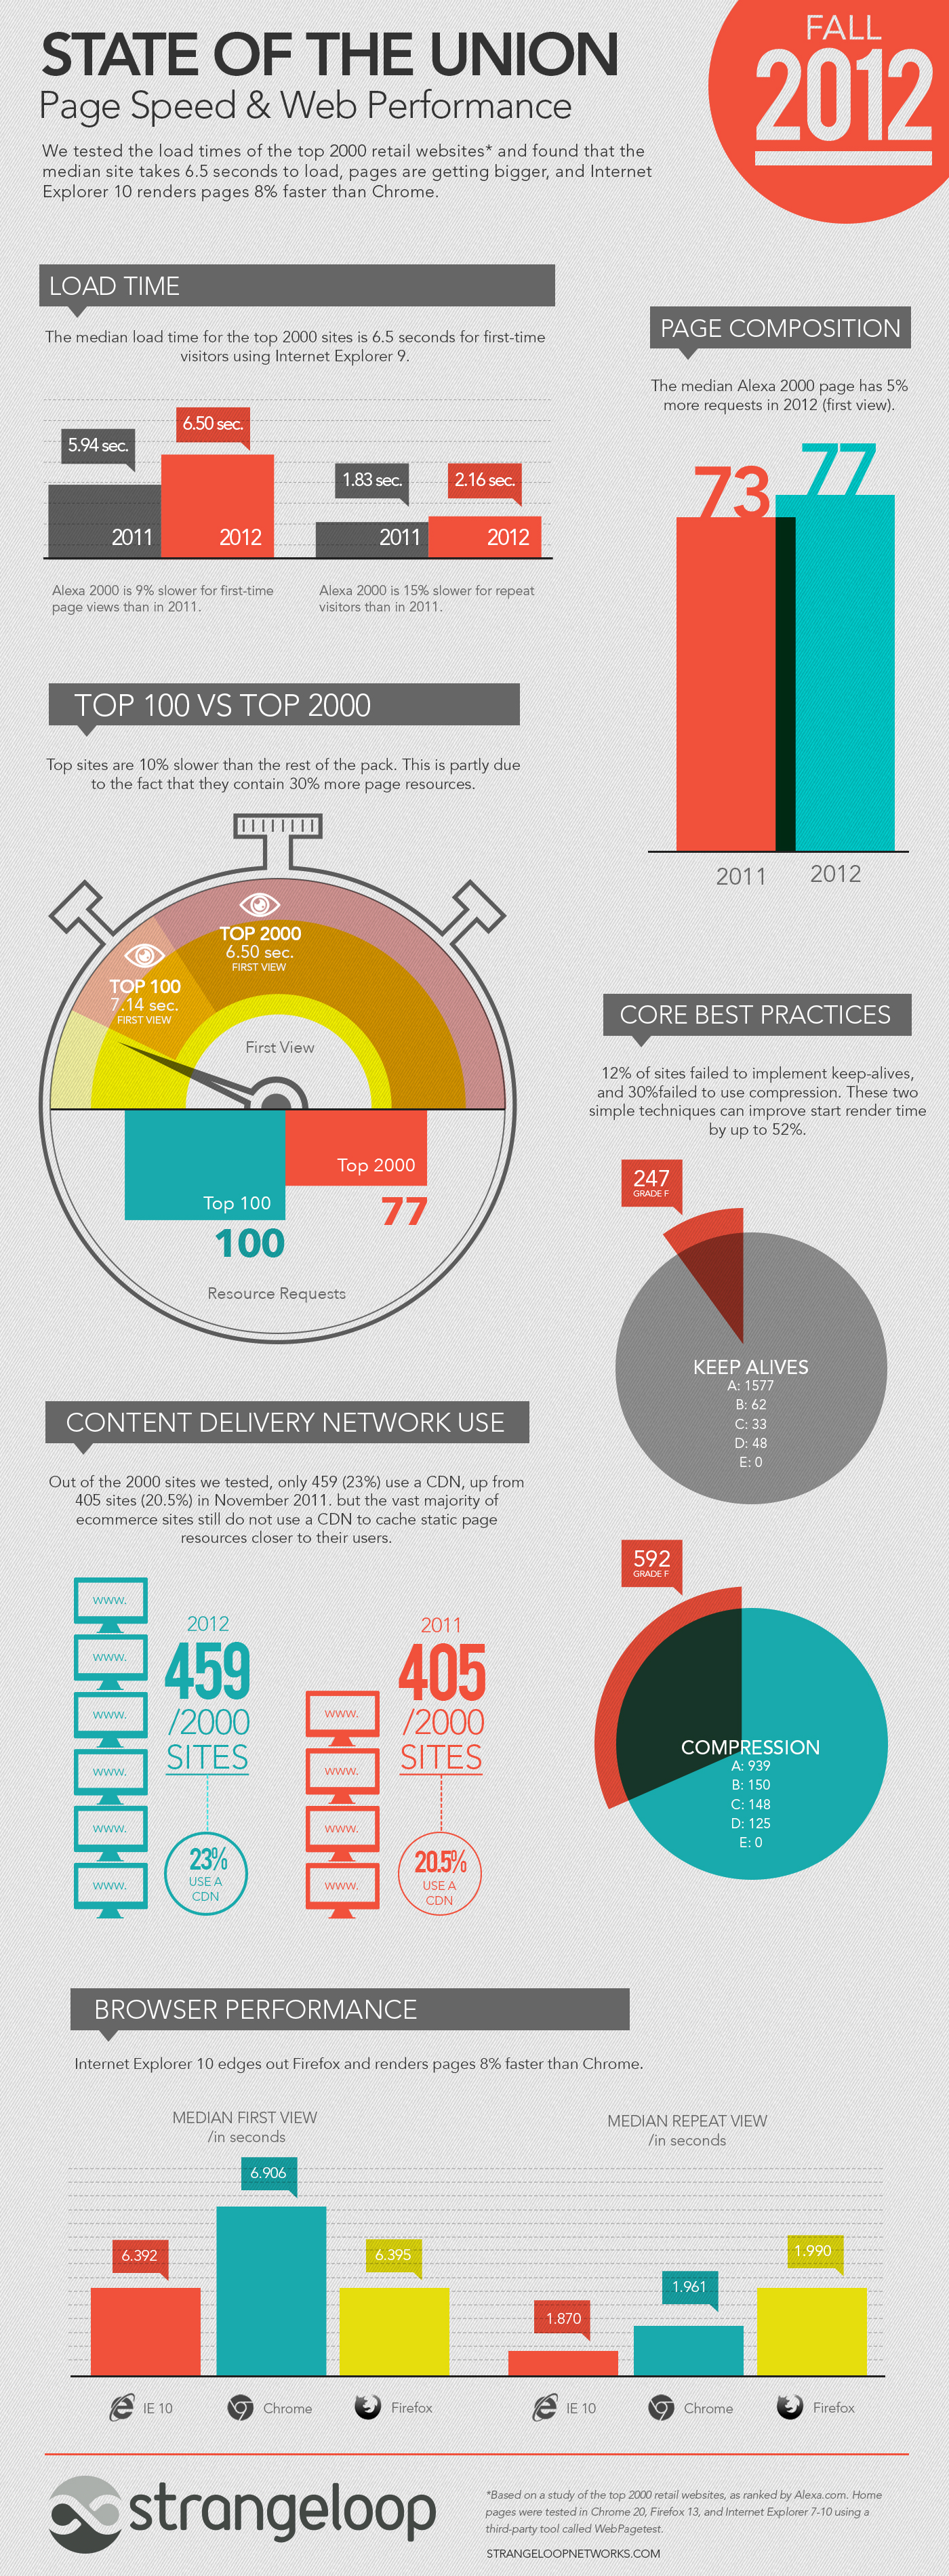 STATE OF THE UNION
Page Speed & Web Performance
FALL
2012
We tested the load times of the top 2000 retail websites* and found that the
median site takes 6.5 seconds to load, pages are getting bigger, and Internet
Explorer 10 renders pages 8% faster than Chrome.
LOAD TIME
The median load time for the top 2000 sites is 6.5 seconds for first-time
visitors using Internet Explorer 9.
5.94 sec.
6.50 sec.
1.83 sec.
2.16 sec.
2011
2012
2011
2012
Alexa 2000 is 9% slower for first-time
page views than in 2011.
Alexa 2000 is 15% slower for repeat
visitors than in 2011.
PAGE COMPOSITION
The median Alexa 2000 page has 5%
more requests in 2012 (first view).
73
77
2011
2012
TOP 100 VS TOP 2000
Top sites are 10% slower than the rest of the pack. This is partly due
to the fact that they contain 30% more page resources.
TOP 2000
6.50 sec.
FIRST VIEW
TOP 100
7.14 sec.
FIRST VIEW
First View
Top 2000
77
Top 100
100
Resource Requests
CORE BEST PRACTICES
12% of sites failed to implement keep-alives,
and 30%failed to use compression. These two
simple techniques can improve start render time
by up to 52%.
247
GRADE F
KEEP ALIVES
A: 1577
B: 62
C: 33
D: 48
E: 0
592
GRADE F
COMPRESSION
A: 939
B: 150
C: 148
D: 125
E: 0
CONTENT DELIVERY NETWORK USE
Out of the 2000 sites we tested, only 459 (23%) use a CDN, up from
405 sites (20.5%) in November 2011. but the vast majority of
ecommerce sites still do not use a CDN to cache static page
resources closer to their users.
www.
www.
www.
www.
www.
www.
2012
459
/2000
SITES
23%
USE A
CDN
www.
www.
www.
www.
2011
405
/2000
SITES
20.5%
USE A
CDN
BROWSER PERFORMANCE
Internet Explorer 10 edges out Firefox and renders pages 8% faster than Chrome.
MEDIAN FIRST VIEW
/in seconds
6.392
6.906
6.395
IE 10
Chrome
Firefox
MEDIAN REPEAT VIEW
/in seconds
1.870
1.961
1.990
IE 10
Chrome
Firefox
strangeloop
*Based on a study of the top 2000 retail websites, as ranked by Alexa.com. Home
pages were tested in Chrome 20, Firefox 13, and Internet Explorer 7-10 using a
third-party tool called WebPagetest.
STRANGELOOPNETWORKS.COM